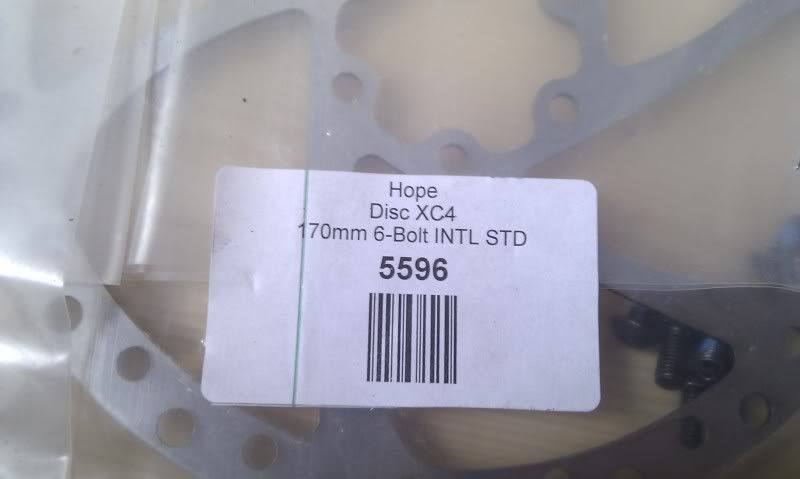 Hope
Disc XC4
170mm 6-Bolt INTL STD
5596